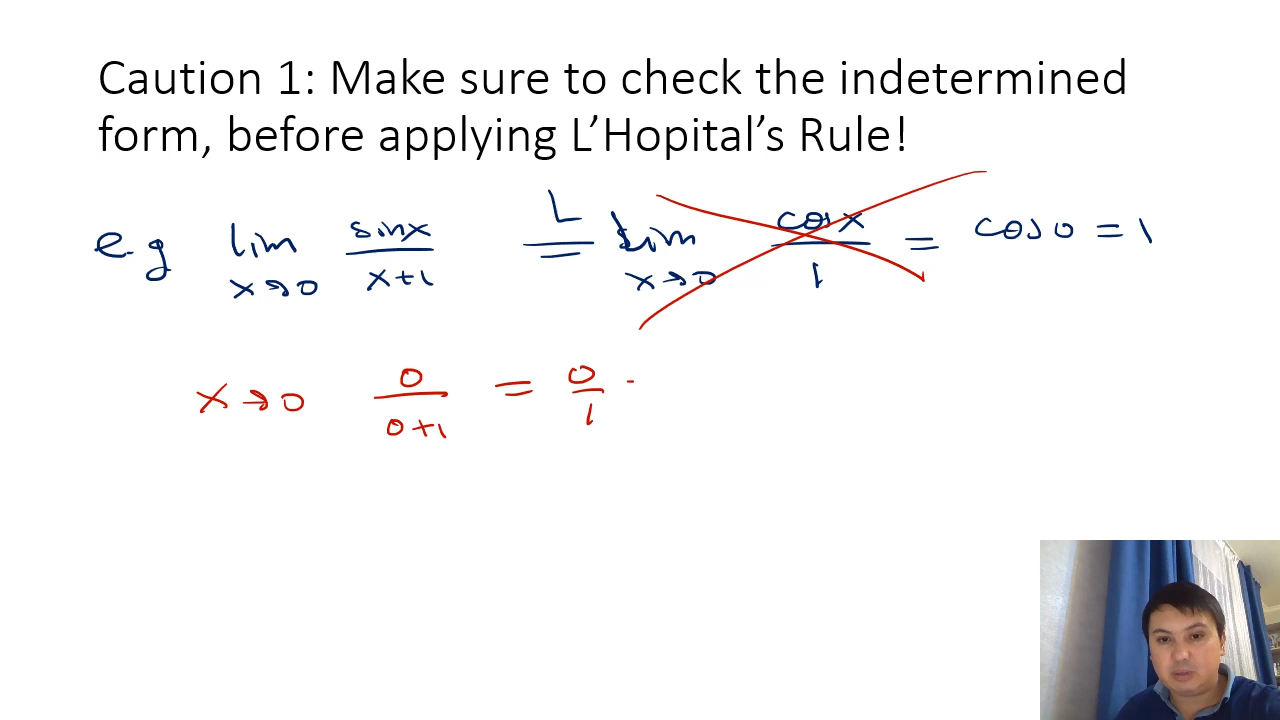 Caution 1: Make sure to check the indetermined
form, before applying L’Hopital’s Rule!
e.g lim x→0 sinx/x+1 =L lim x→0 cosx/1 = cos0 = 1
x→0 0/0+1 = 0/1 -